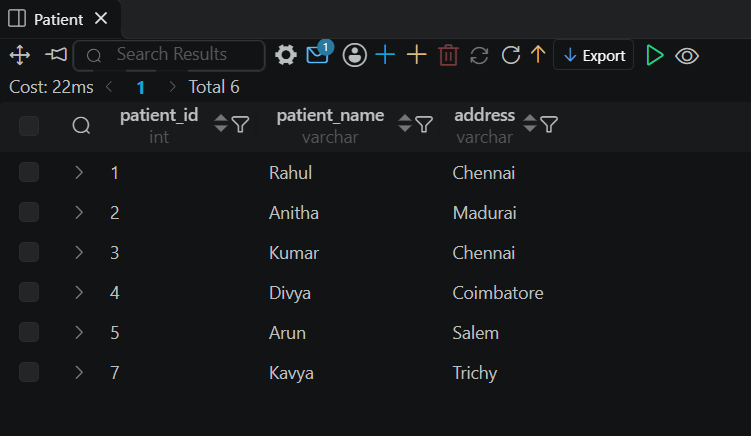 Patient
Search Results 1 Export
Cost: 22ms 1 Total 6
patient_id patient_name address
int varchar varchar
1 Rahul Chennai
2 Anitha Madurai
3 Kumar Chennai
4 Divya Coimbatore
5 Arun Salem
7 Kavya Trichy